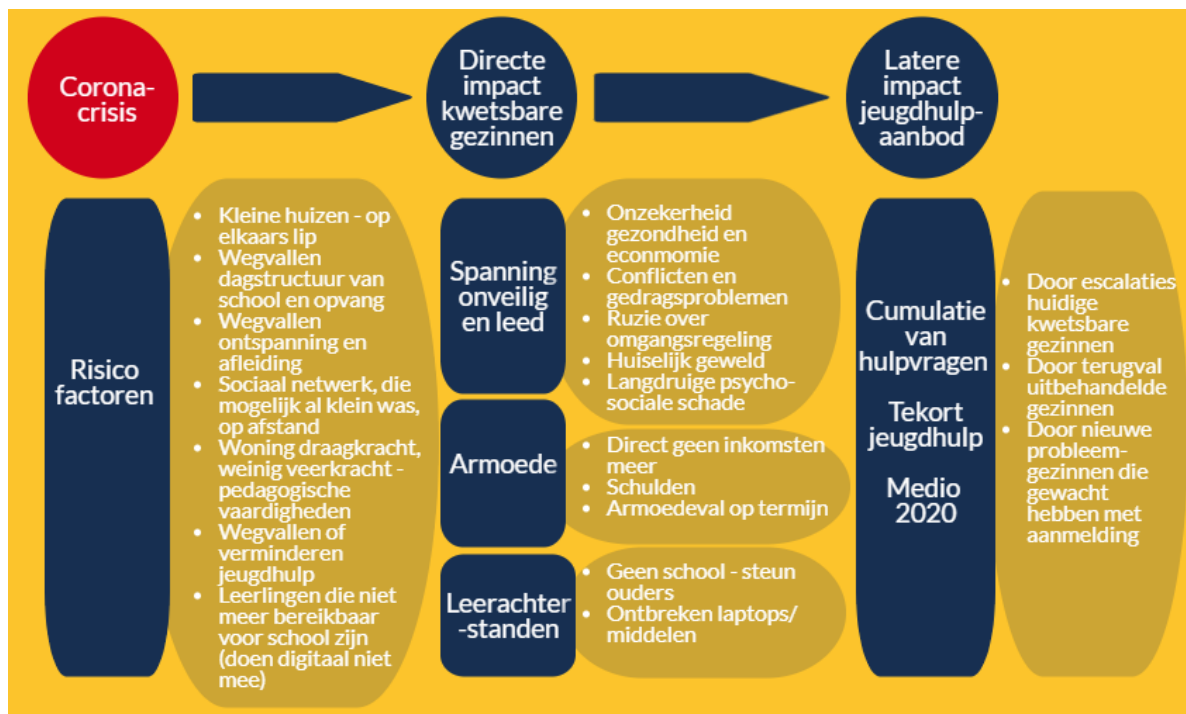 Corona-
crisis
Directe
impact
kwetsbare
gezinnen
Latere
impact
jeugdhulp-
aanbod
Risico
factoren
• Kleine huizen - op
elkaars lip
• Wegvallen
dagstructuur van
school en opvang
• Wegvallen
ontspanning en
afleiding
• Sociaal netwerk, die
mogelijk al klein was,
op afstand
• Woning draagkracht,
weinig veerkracht -
pedagogische
vaardigheden
• Wegvallen of
verminderen
jeugdhulp
• Leerlingen die niet
meer bereikbaar
voor school zijn
(doen digitaal niet
mee)
Spanning
onveilig
en leed
• Onzekerheid
gezondheid en
econmomie
• Conflicten en
gedragsproblemen
• Ruzie over
omgangsregeling
• Huiselijk geweld
• Langdruige psycho-
sociale schade
Armoede
• Direct geen inkomsten
meer
• Schulden
• Armoedeval op termijn
Leerachter
-standen
• Geen school - steun
ouders
• Ontbreken laptops/
middelen
Cumulatie
van
hulpvragen
Tekort
jeugdhulp
Medio
2020
• Door escalaties
huidige
kwetsbare
gezinnen
• Door terugval
uitbehandelde
gezinnen
• Door nieuwe
probleem-
gezinnen die
gewacht
hebben met
aanmelding